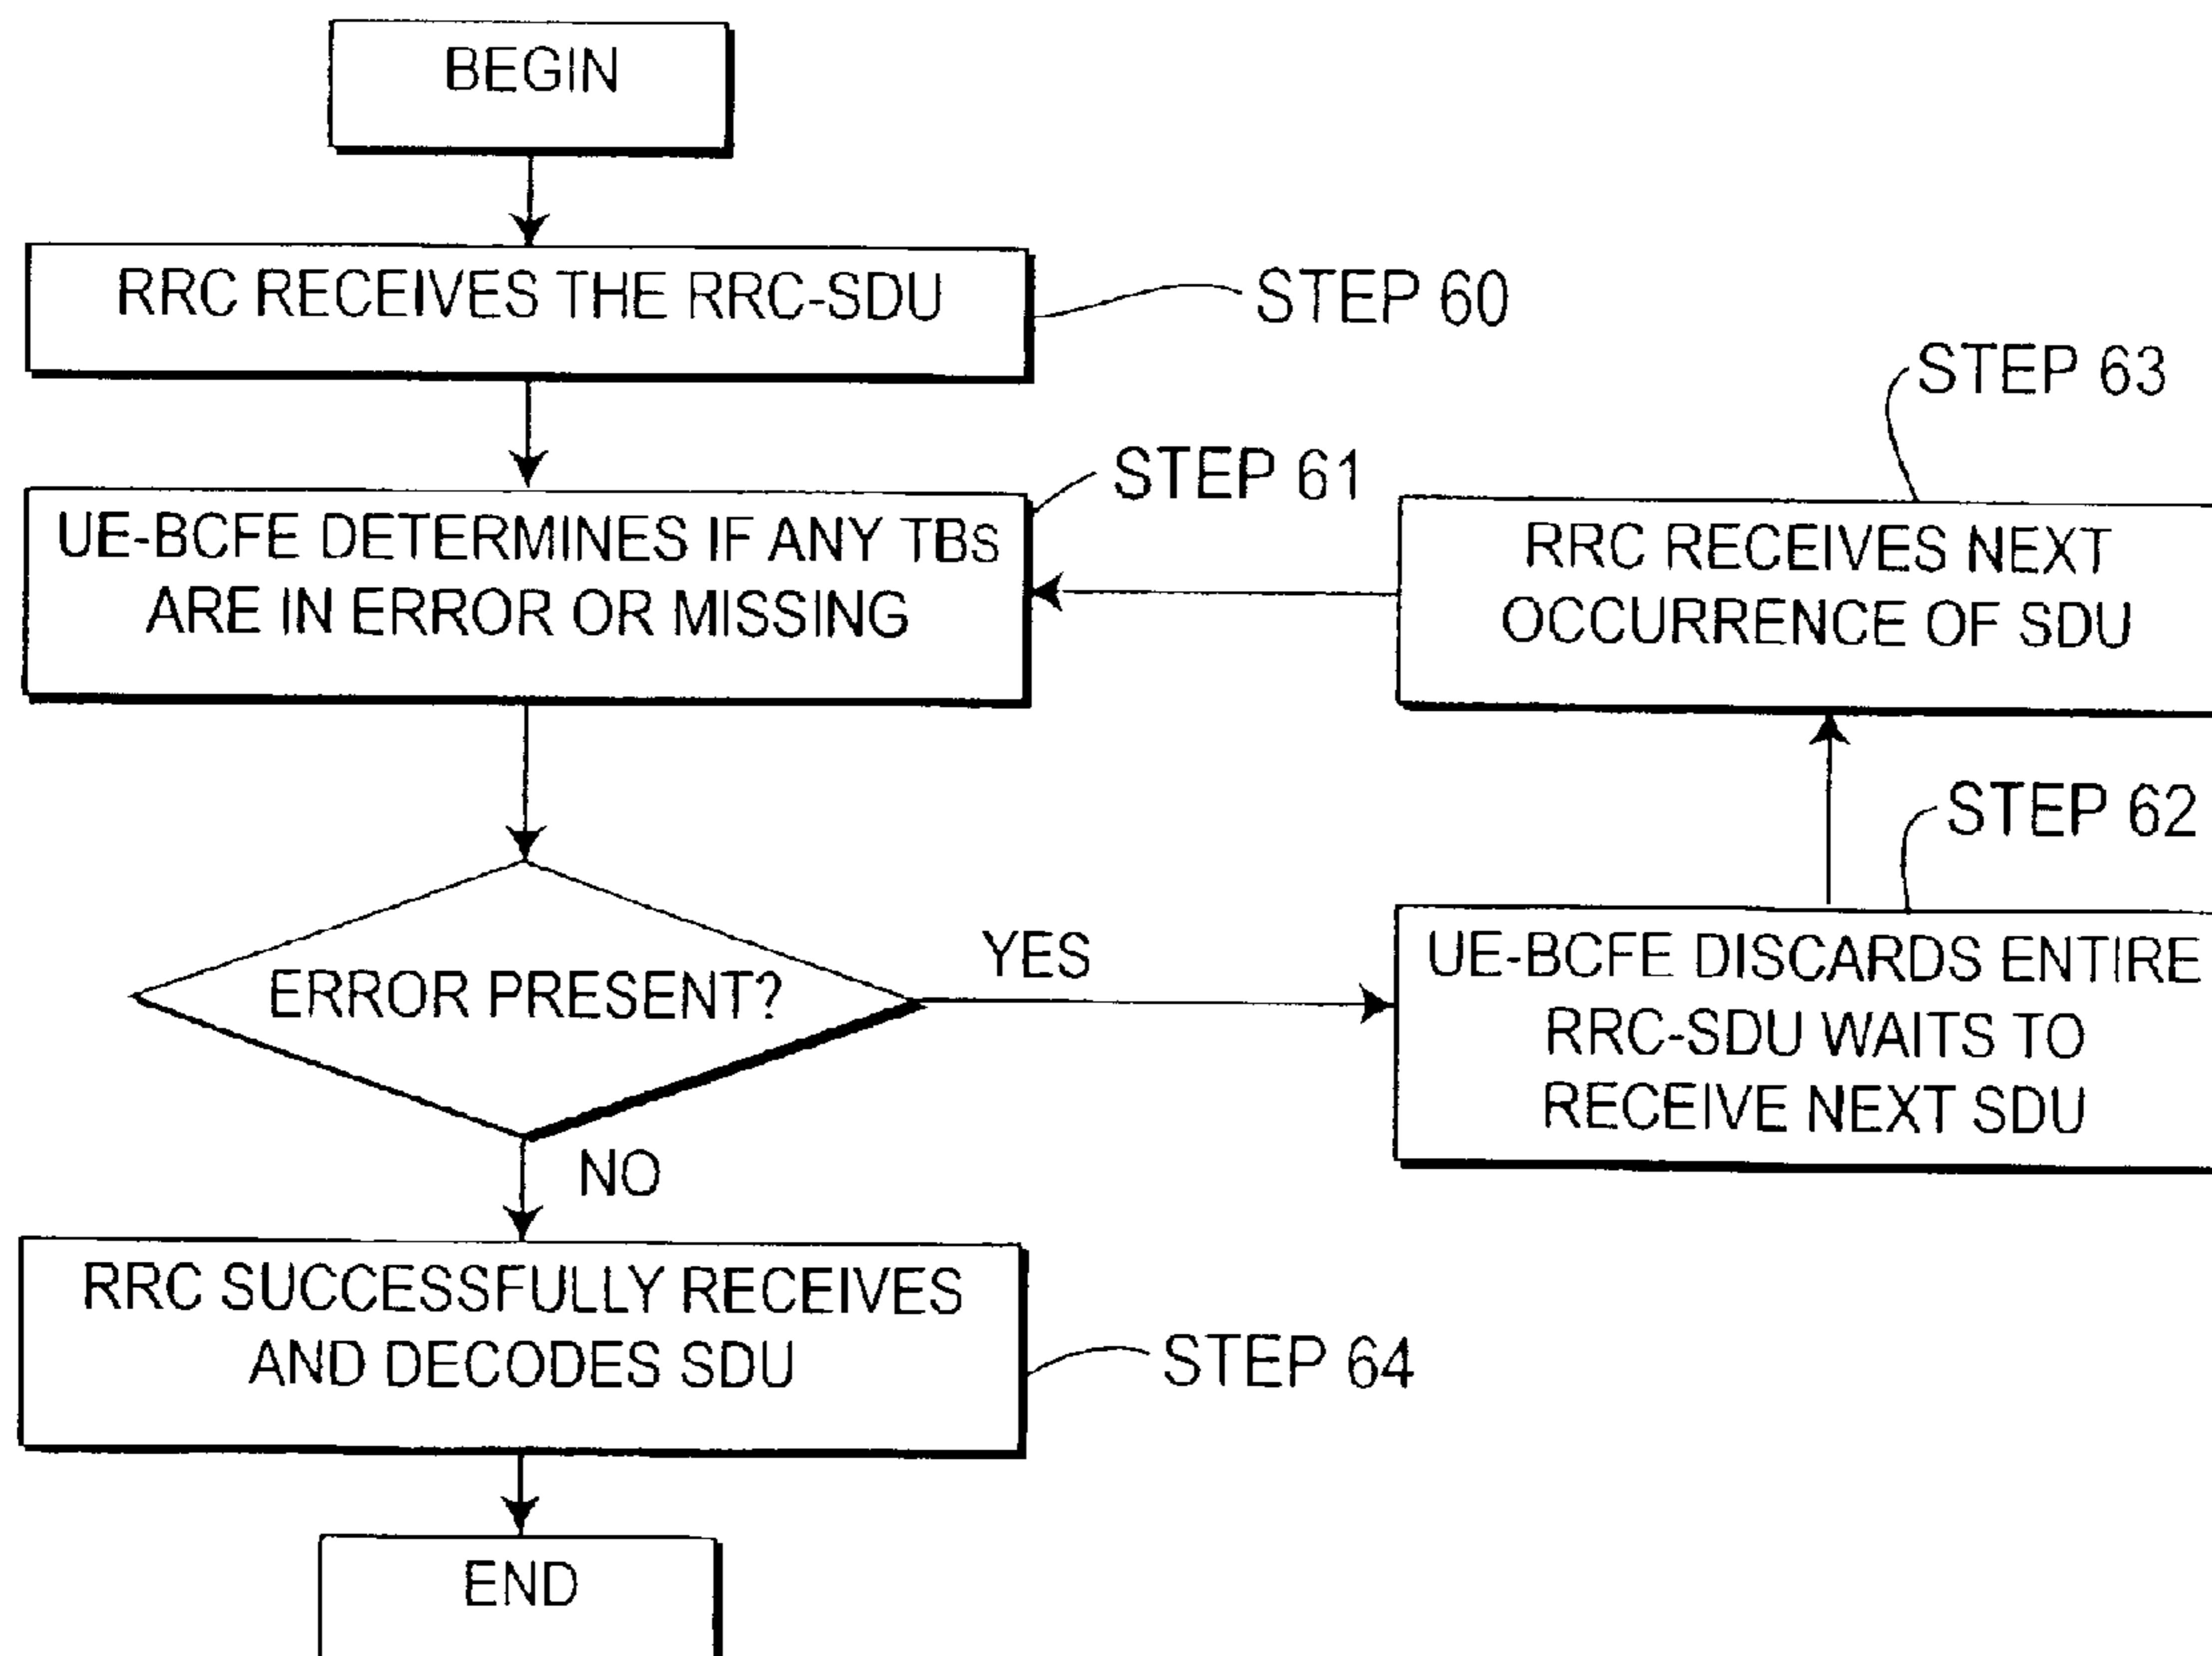 BEGIN
RRC RECEIVES THE RRC-SDU
STEP 60
STEP 63
STEP 61
UE-BCFE DETERMINES IF ANY TBs
ARE IN ERROR OR MISSING
RRC RECEIVES NEXT
OCCURRENCE OF SDU
STEP 62
ERROR PRESENT?
YES
UE-BCFE DISCARDS ENTIRE
RRC-SDU WAITS TO
RECEIVE NEXT SDU
NO
RRC SUCCESSFULLY RECEIVES
AND DECODES SDU
STEP 64
END